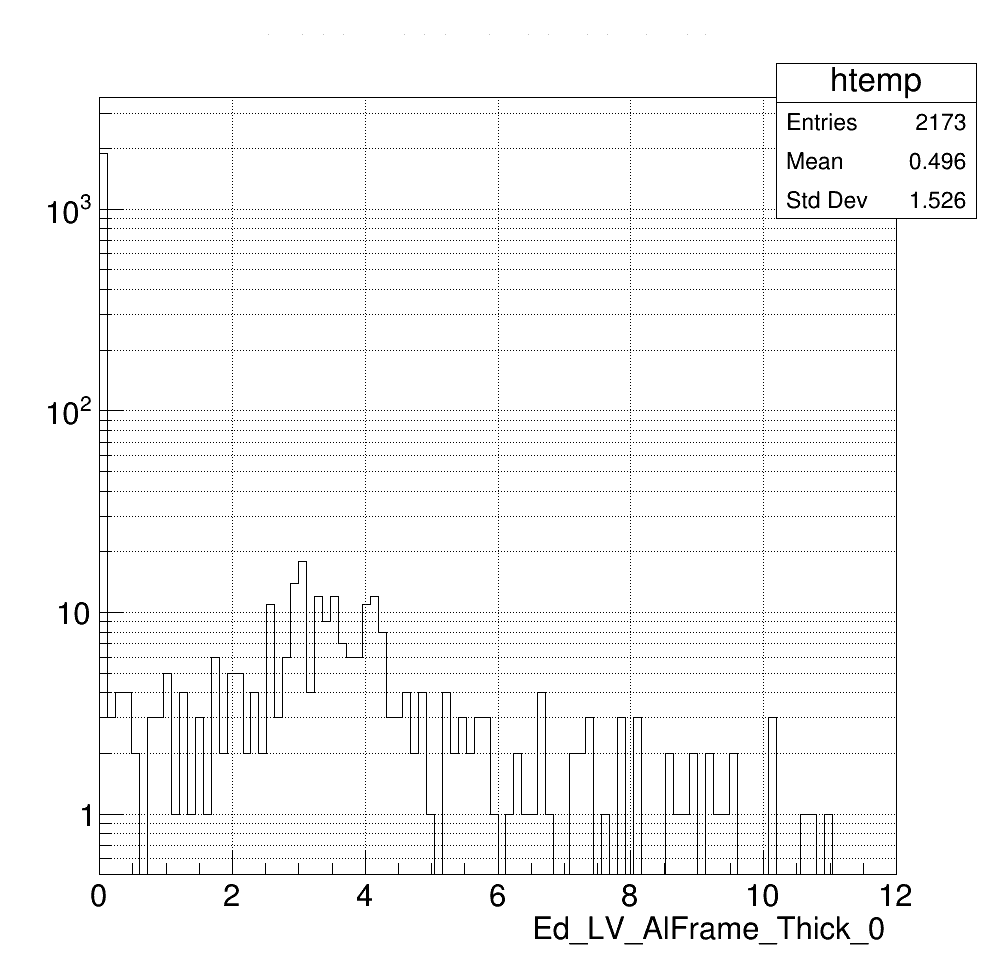 htemp
Entries 2173
Mean 0.496
Std Dev 1.526
10³
10²
10
1
0 2 4 6 8 10 12
Ed_LV_AlFrame_Thick_0